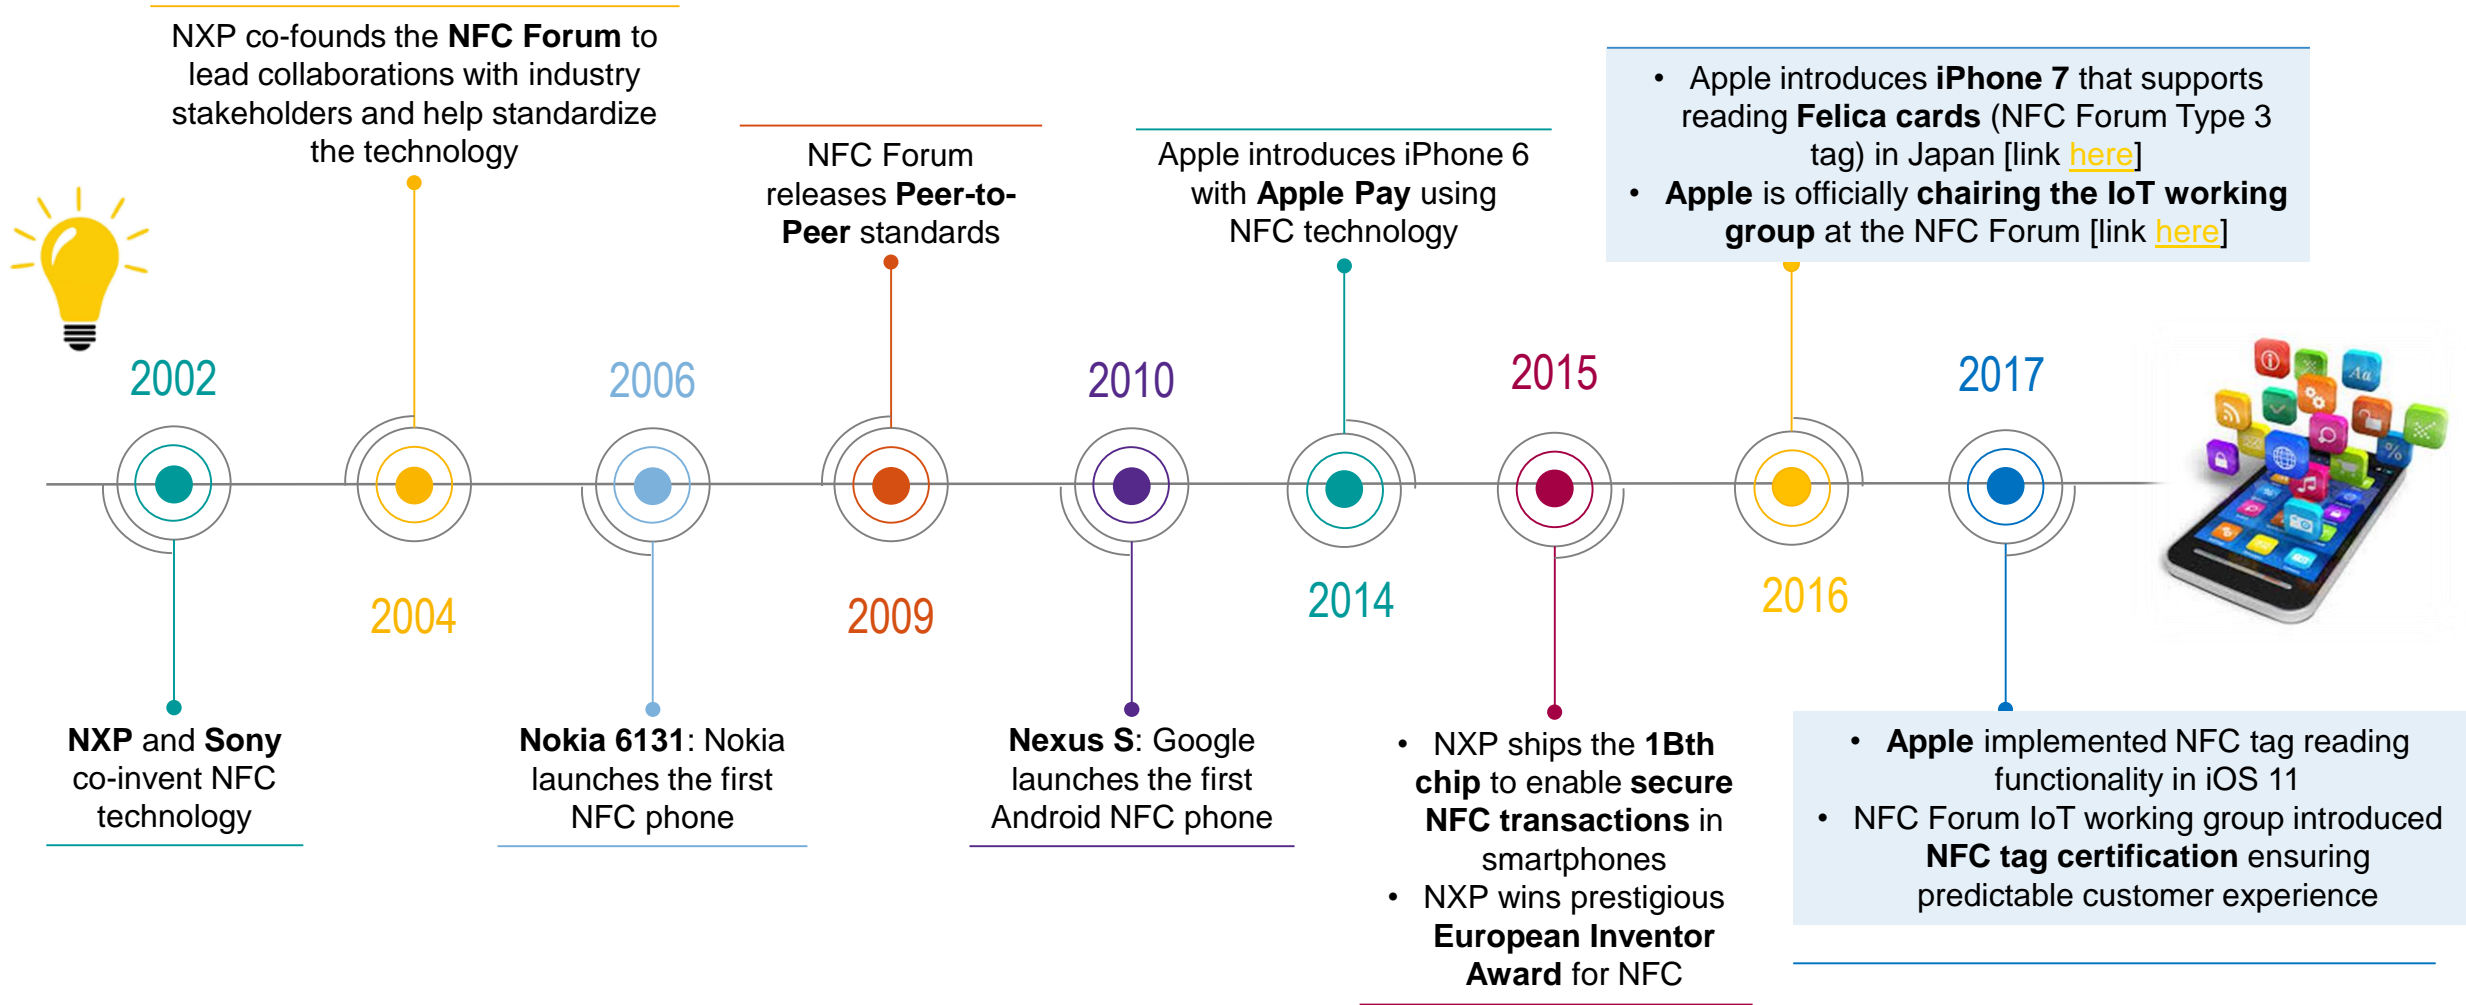 NXP co-founds the NFC Forum to
lead collaborations with industry
stakeholders and help standardize
the technology
NFC Forum
releases Peer-to-
Peer standards
Apple introduces iPhone 6
with Apple Pay using
NFC technology
• Apple introduces iPhone 7 that supports
reading Felica cards (NFC Forum Type 3
tag) in Japan [link here]
• Apple is officially chairing the IoT working
group at the NFC Forum [link here]
2002
2004
2006
2009
2010
2014
2015
2016
2017
NXP and Sony
co-invent NFC
technology
Nokia 6131: Nokia
launches the first
NFC phone
Nexus S: Google
launches the first
Android NFC phone
• NXP ships the 1Bth
chip to enable secure
NFC transactions in
smartphones
• NXP wins prestigious
European Inventor
Award for NFC
• Apple implemented NFC tag reading
functionality in iOS 11
• NFC Forum IoT working group introduced
NFC tag certification ensuring
predictable customer experience
Aa
%